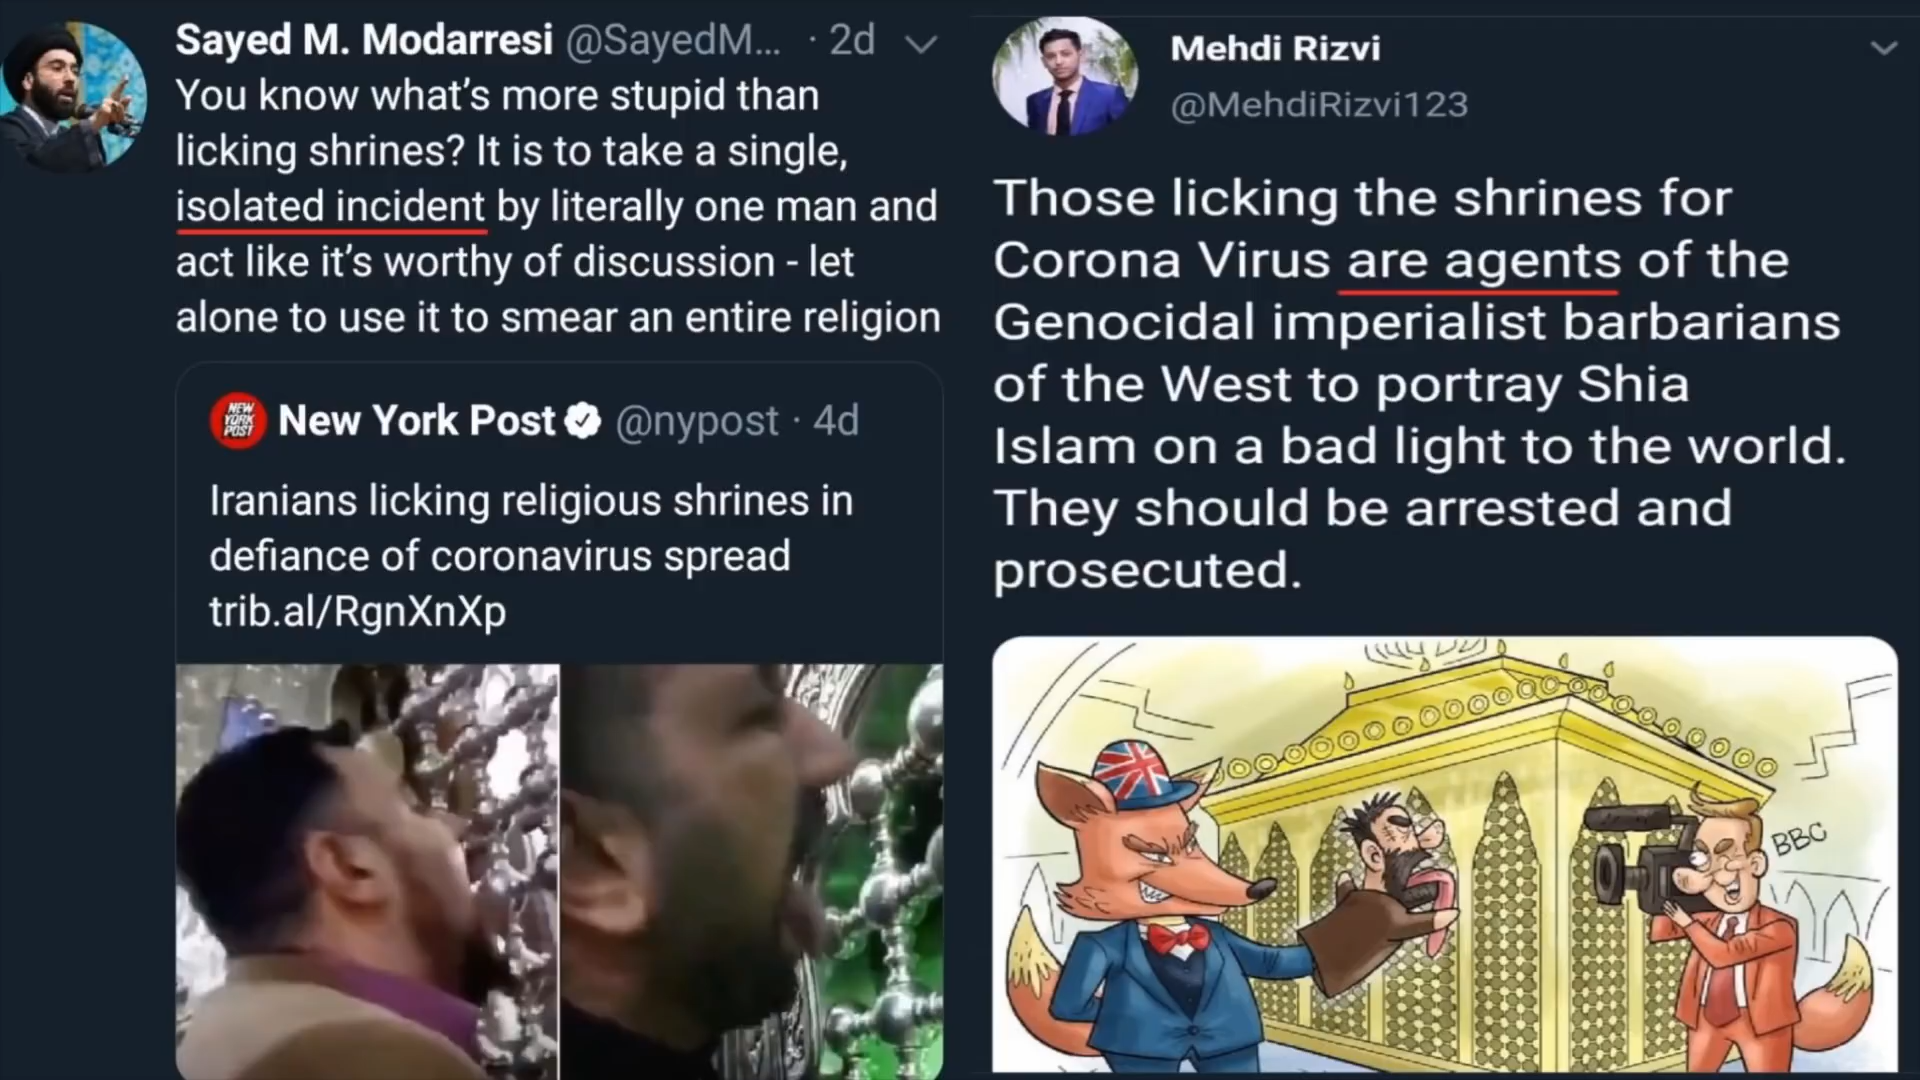 Sayed M. Modarresi @SayedM... · 2d
You know what's more stupid than
licking shrines? It is to take a single,
isolated incident by literally one man and
act like it's worthy of discussion - let
alone to use it to smear an entire religion
NEW
YORK
POST
New York Post @nypost · 4d
Iranians licking religious shrines in
defiance of coronavirus spread
trib.al/RgnXnXp
Mehdi Rizvi
@MehdiRizvi123
Those licking the shrines for
Corona Virus are agents of the
Genocidal imperialist barbarians
of the West to portray Shia
Islam on a bad light to the world.
They should be arrested and
prosecuted.
BBC